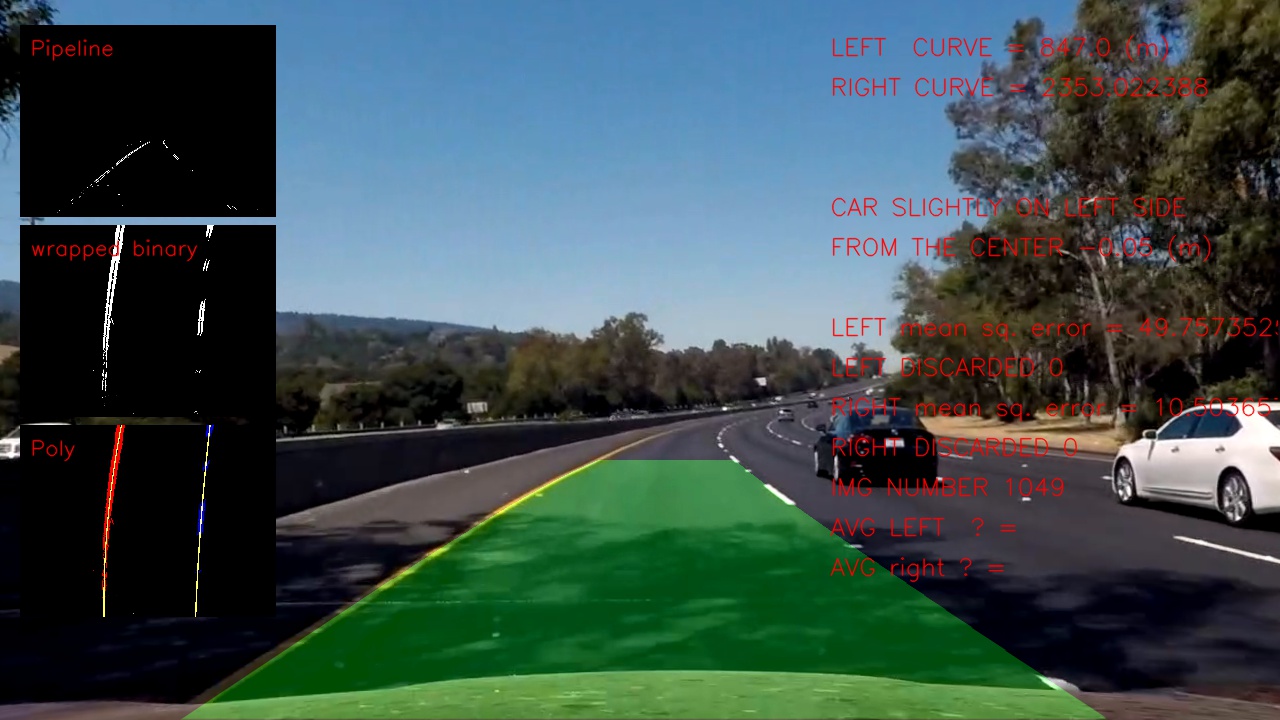 Pipeline
wrapped binary
Poly
LEFT CURVE = 847.0 (m)
RIGHT CURVE = 2353.022388
CAR SLIGHTLY ON LEFT SIDE
FROM THE CENTER -0.05 (m)
LEFT mean sq. error = 49.7573529
LEFT DISCARDED 0
RIGHT mean sq. error = 10.50365
RIGHT DISCARDED 0
IMG NUMBER 1049
AVG LEFT ? =
AVG right ? =